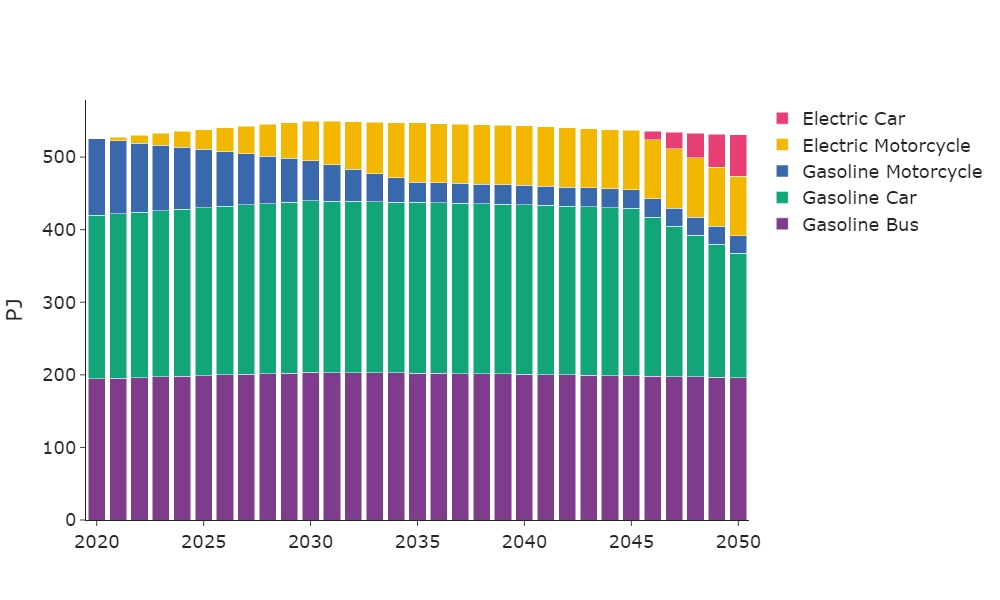 Electric Car
Electric Motorcycle
Gasoline Motorcycle
Gasoline Car
Gasoline Bus
PJ
500
400
300
200
100
0
2020 2025 2030 2035 2040 2045 2050